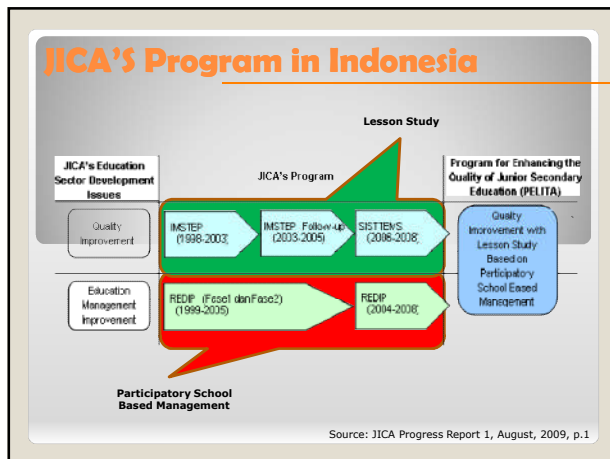 JICA'S Program in Indonesia
Lesson Study
JICA's Education
Sector Development
Issues
JICA's Program
Program for Enhancing the
Quality of Junior Secondary
Education (PELITA)
Quality
Improvement
IMSTEP
(1998-2003)
IMSTEP Follow-up
(2003-2005)
SISTTEMS
(2006-2008)
Quality
Improvement with
Lesson Study
Based on
Participatory
School Based
Management
Education
Management
Improvement
REDIP (Fase1 danFase2)
(1999-2005)
REDIP
(2004-2008)
Participatory School
Based Management
Source: JICA Progress Report 1, August, 2009, p.1